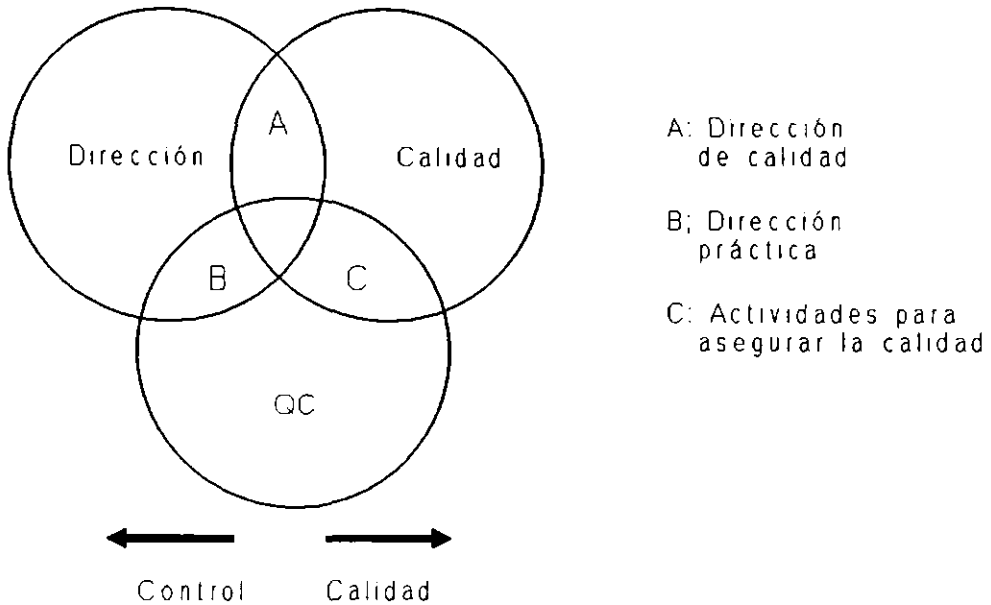 A
Dirección
Calidad
B
C
QC
Control
Calidad
A: Dirección
de calidad
B; Dirección
práctica
C: Actividades para
asegurar la calidad